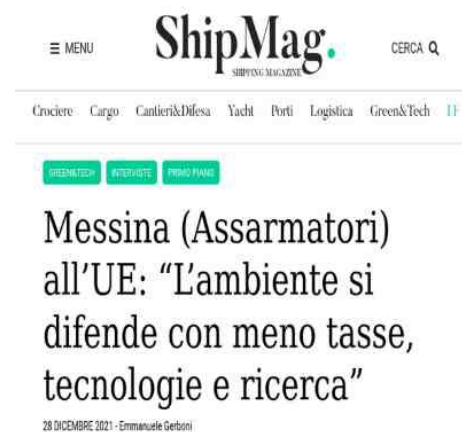 ≡ MENU
ShipMag.
SHIPPING MAGAZINE
CERCA
Crociere Cargo Cantieri&Difesa Yacht Porti Logistica Green&Tech
GREEN&TECH INTERVISTE PRIMO PIANO
Messina (Assarmatori)
all’UE: “L’ambiente si
difende con meno tasse,
tecnologie e ricerca”
28 DICEMBRE 2021 - Emmanuele Gerboni